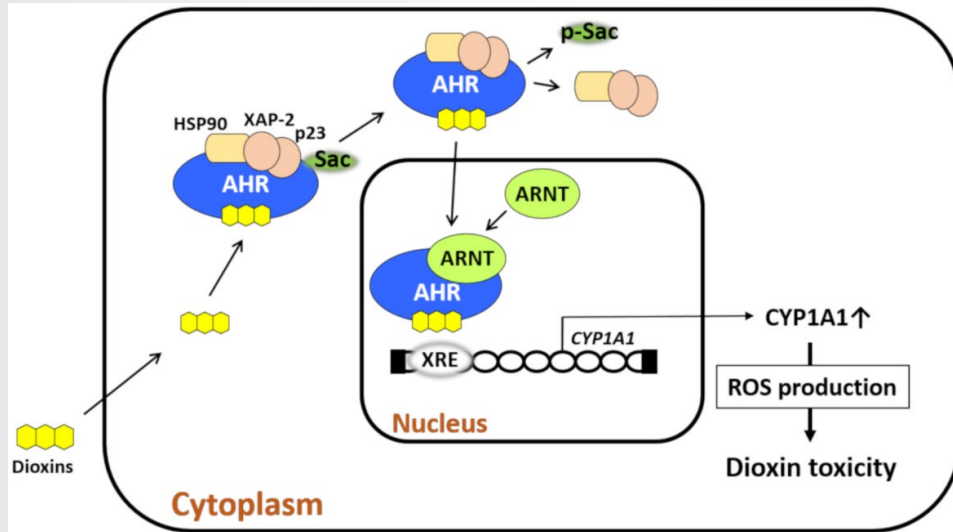 p-Sac
AHR
HSP90
XAP-2
p23
Sac
AHR
ARNT
ARNT
AHR
CYP1A1
XRE
CYP1A1↑
ROS production
Dioxin toxicity
Nucleus
Dioxins
Cytoplasm